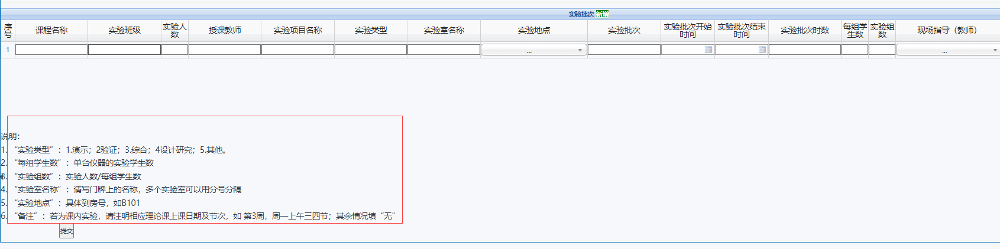 实验批次 新增
序号 课程名称 实验班级 实验人数 授课教师 实验项目名称 实验类型 实验室名称 实验地点 实验批次 实验批次开始时间 实验批次结束时间 实验批次时数 每组学生数 实验组数 现场指导（教师）
1 ... ...
说明：
1. “实验类型”：1.演示；2验证；3.综合；4设计研究；5.其他。
2. “每组学生数”：单台仪器的实验学生数
3. “实验组数”：实验人数/每组学生数
4. “实验室名称”：请写门牌上的名称，多个实验室可以用分号分隔
5. “实验地点”：具体到房号，如B101
6. “备注”：若为课内实验，请注明相应理论课上课日期及节次，如 第3周，周一上午三四节；其余情况填“无”
提交